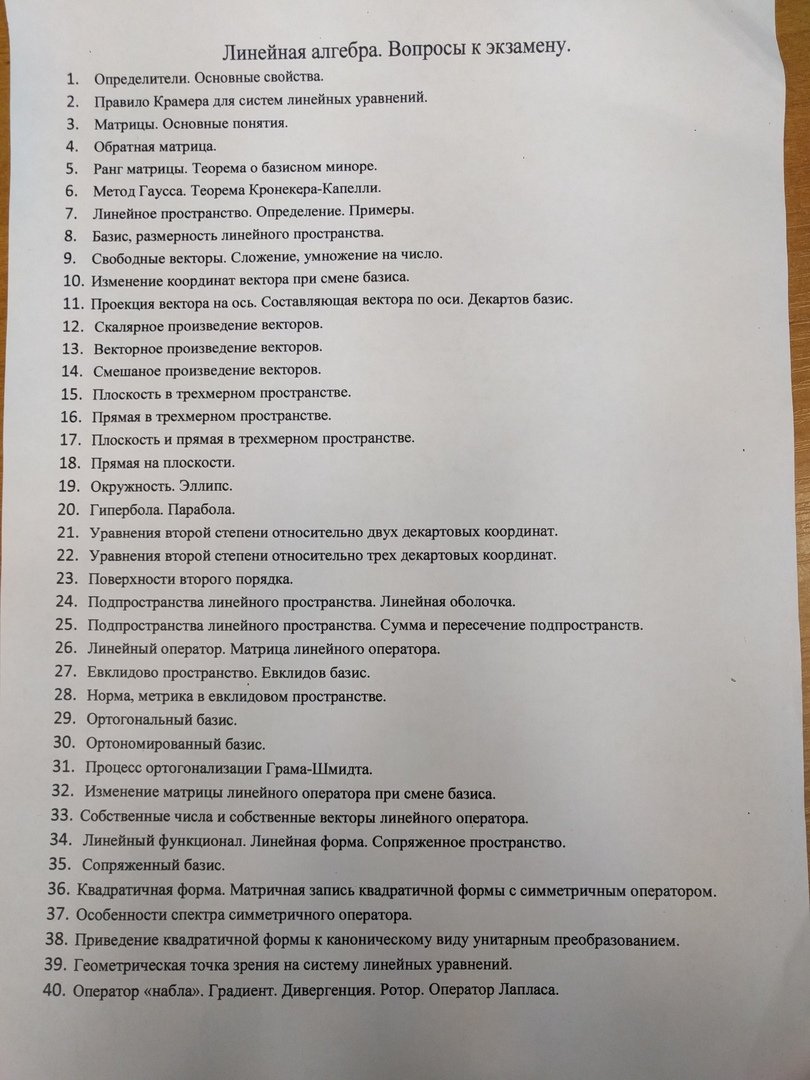 Линейная алгебра. Вопросы к экзамену.
1. Определители. Основные свойства.
2. Правило Крамера для систем линейных уравнений.
3. Матрицы. Основные понятия.
4. Обратная матрица.
5. Ранг матрицы. Теорема о базисном миноре.
6. Метод Гаусса. Теорема Кронекера-Капелли.
7. Линейное пространство. Определение. Примеры.
8. Базис, размерность линейного пространства.
9. Свободные векторы. Сложение, умножение на число.
10. Изменение координат вектора при смене базиса.
11. Проекция вектора на ось. Составляющая вектора по оси. Декартов базис.
12. Скалярное произведение векторов.
13. Векторное произведение векторов.
14. Смешаное произведение векторов.
15. Плоскость в трехмерном пространстве.
16. Прямая в трехмерном пространстве.
17. Плоскость и прямая в трехмерном пространстве.
18. Прямая на плоскости.
19. Окружность. Эллипс.
20. Гипербола. Парабола.
21. Уравнения второй степени относительно двух декартовых координат.
22. Уравнения второй степени относительно трех декартовых координат.
23. Поверхности второго порядка.
24. Подпространства линейного пространства. Линейная оболочка.
25. Подпространства линейного пространства. Сумма и пересечение подпространств.
26. Линейный оператор. Матрица линейного оператора.
27. Евклидово пространство. Евклидов базис.
28. Норма, метрика в евклидовом пространстве.
29. Ортогональный базис.
30. Ортономированный базис.
31. Процесс ортогонализации Грама-Шмидта.
32. Изменение матрицы линейного оператора при смене базиса.
33. Собственные числа и собственные векторы линейного оператора.
34. Линейный функционал. Линейная форма. Сопряженное пространство.
35. Сопряженный базис.
36. Квадратичная форма. Матричная запись квадратичной формы с симметричным оператором.
37. Особенности спектра симметричного оператора.
38. Приведение квадратичной формы к каноническому виду унитарным преобразованием.
39. Геометрическая точка зрения на систему линейных уравнений.
40. Оператор «набла». Градиент. Дивергенция. Ротор. Оператор Лапласа.